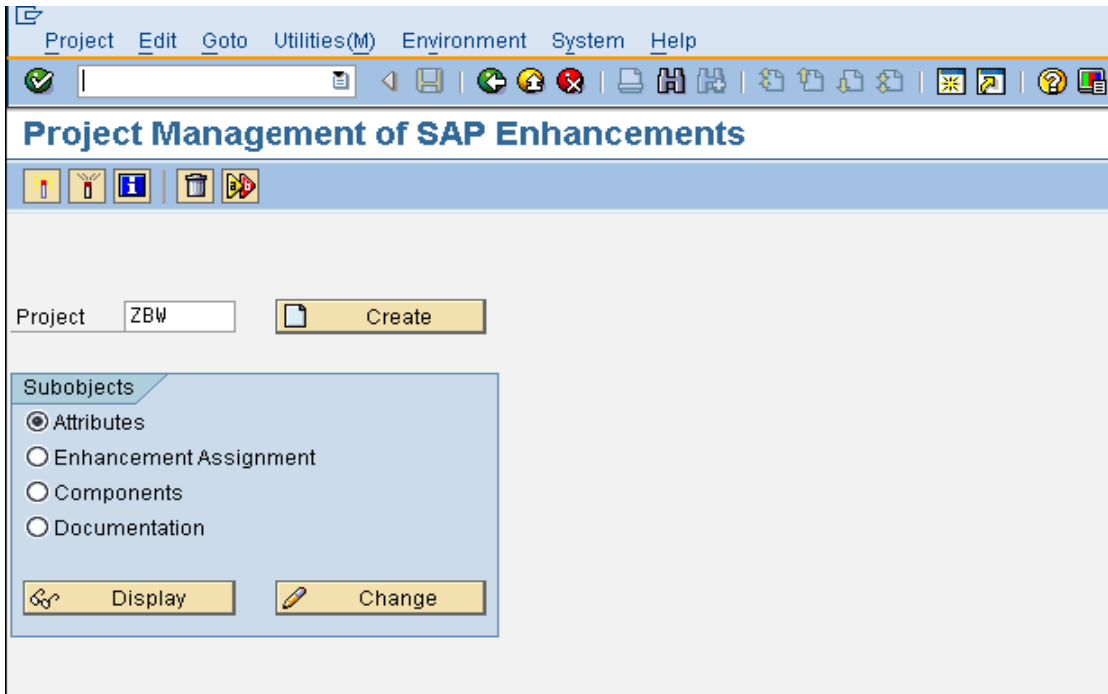 Project Edit Goto Utilities(M) Environment System Help
Project Management of SAP Enhancements
Project ZBW Create
Subobjects
Attributes
Enhancement Assignment
Components
Documentation
Display Change